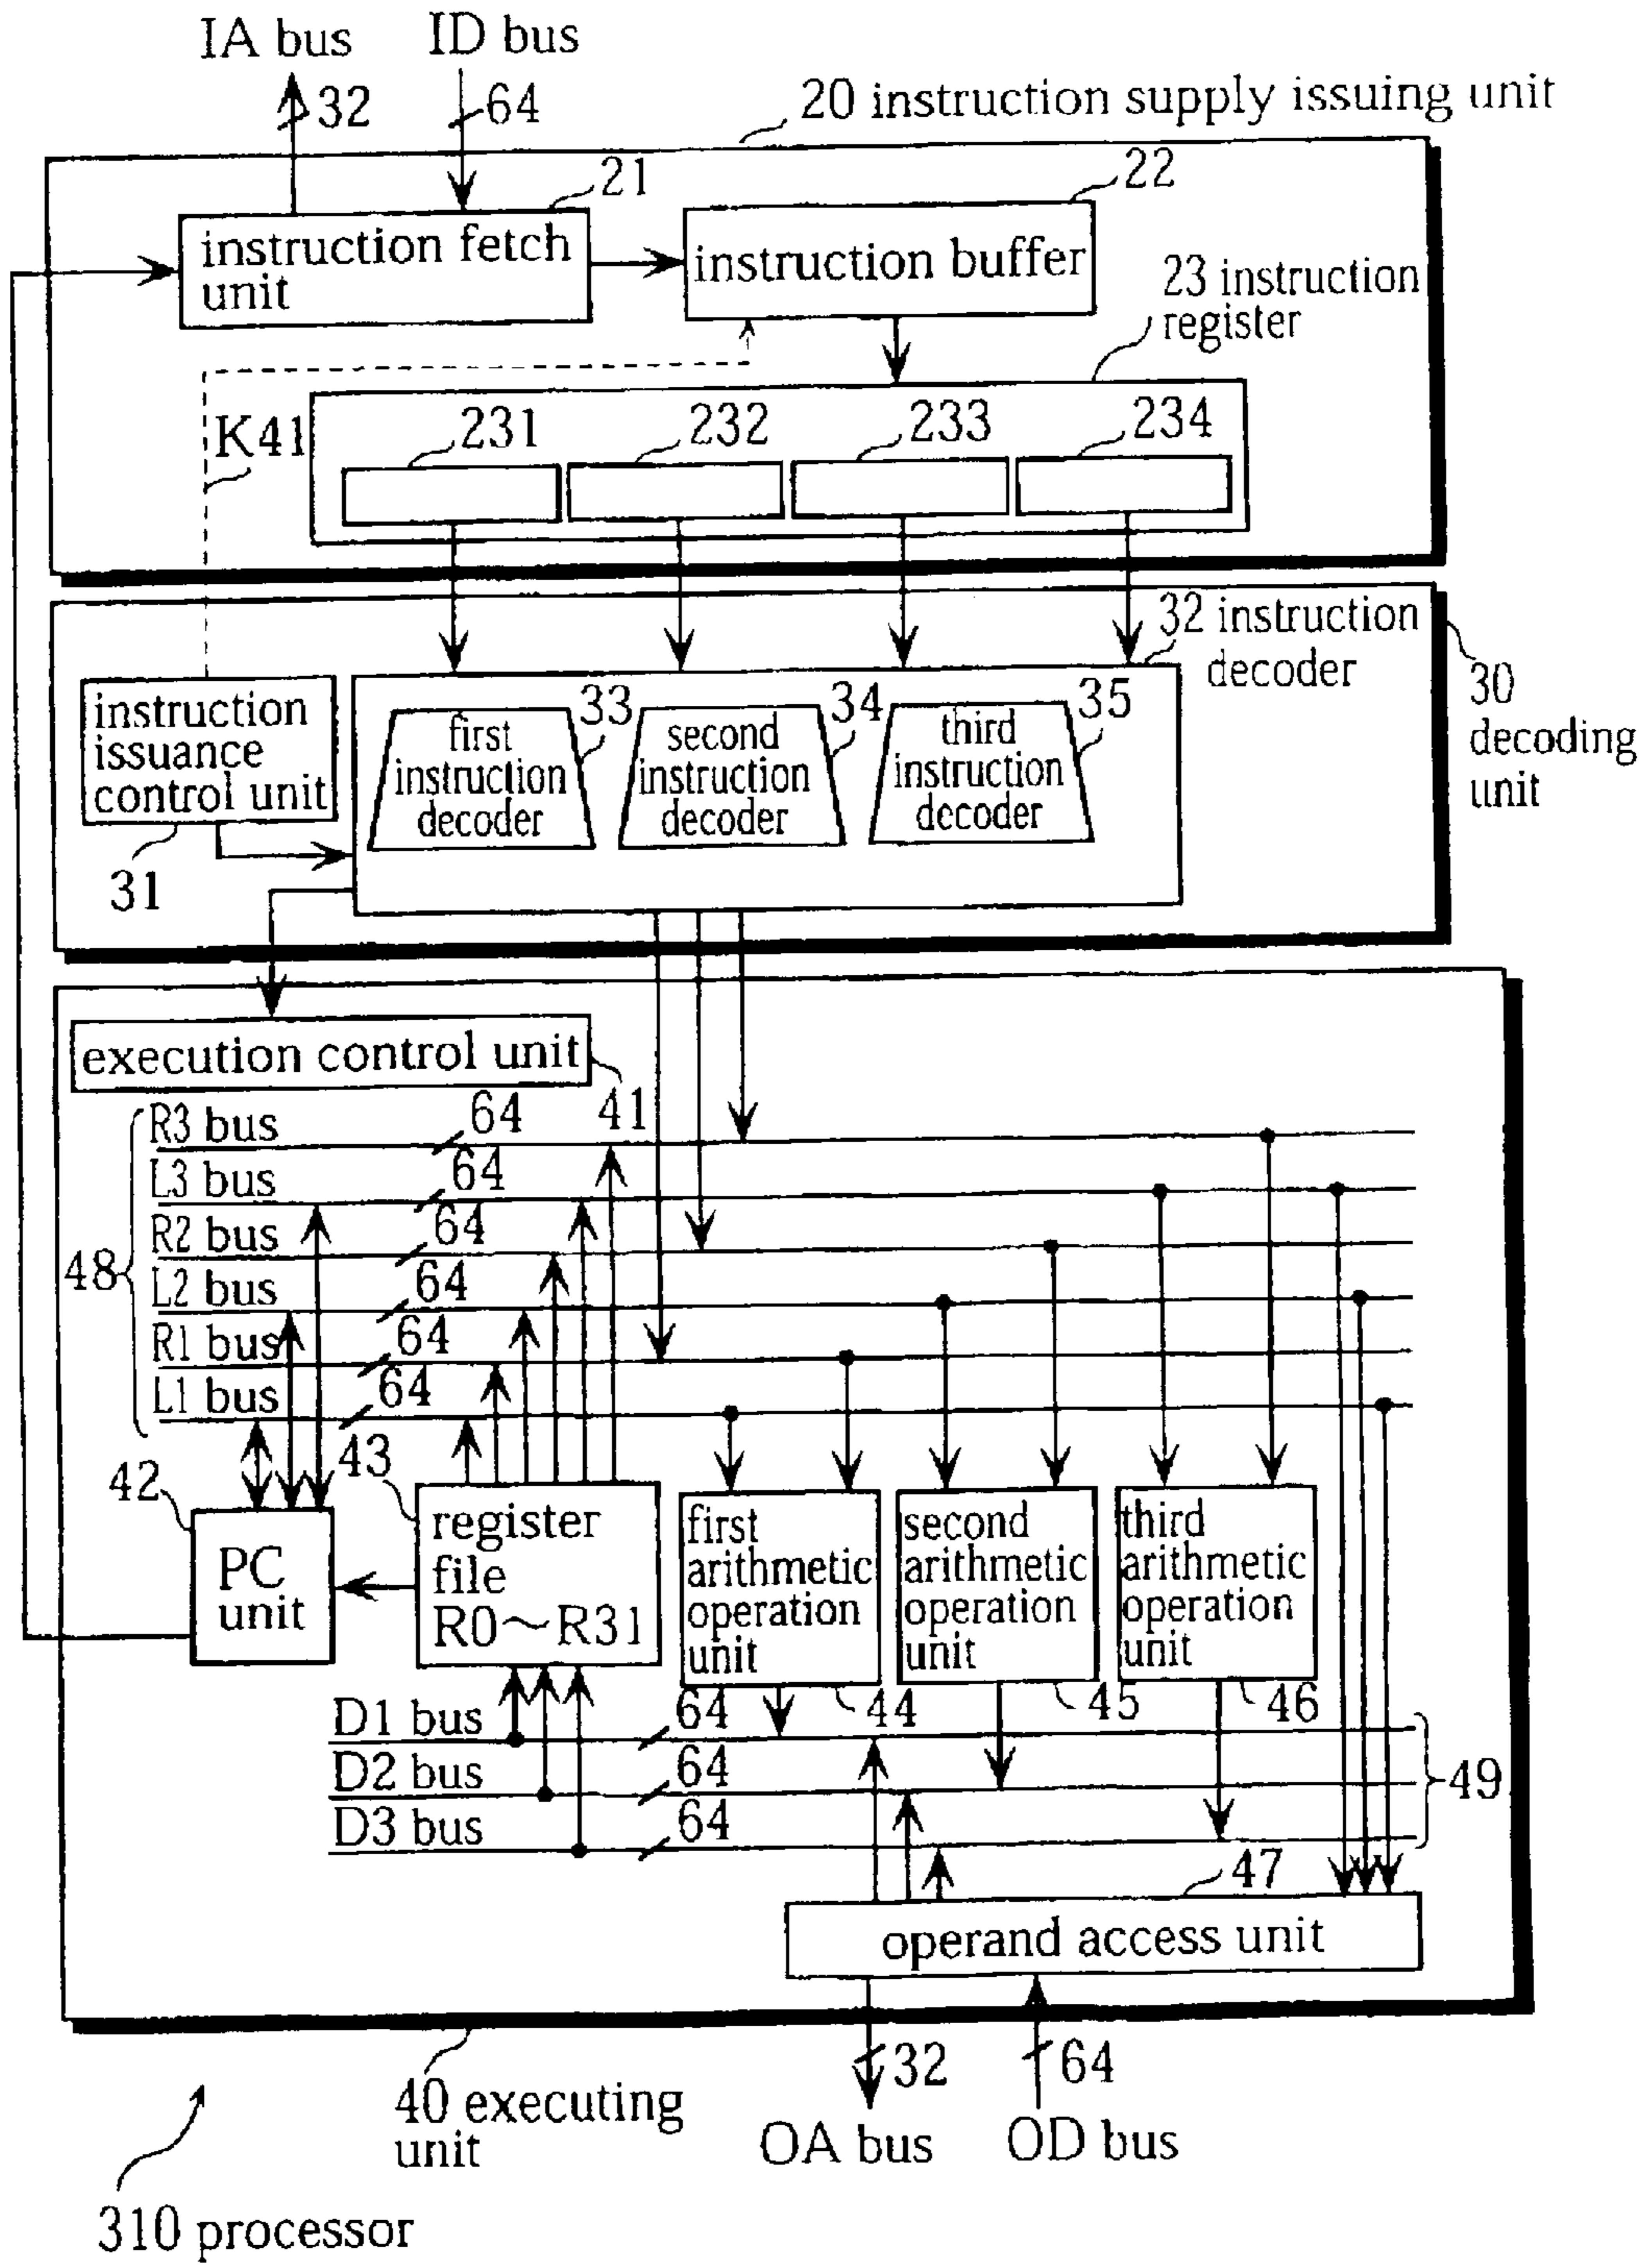 IA bus
ID bus
32
64
20 instruction supply issuing unit
21
22
instruction fetch
unit
instruction buffer
23 instruction
register
K41
231
232
233
234
32 instruction
decoder
30
decoding
unit
instruction
issuance
control unit
31
33
first
instruction
decoder
34
second
instruction
decoder
35
third
instruction
decoder
execution control unit
41
48
R3 bus
64
L3 bus
64
R2 bus
64
L2 bus
64
R1 bus
64
L1 bus
64
42
PC
unit
43
register
file
R0～R31
first
arithmetic
operation
unit
44
second
arithmetic
operation
unit
45
third
arithmetic
operation
unit
46
D1 bus
64
D2 bus
64
D3 bus
64
49
47
operand access unit
40 executing
unit
32
64
OA bus
OD bus
310 processor